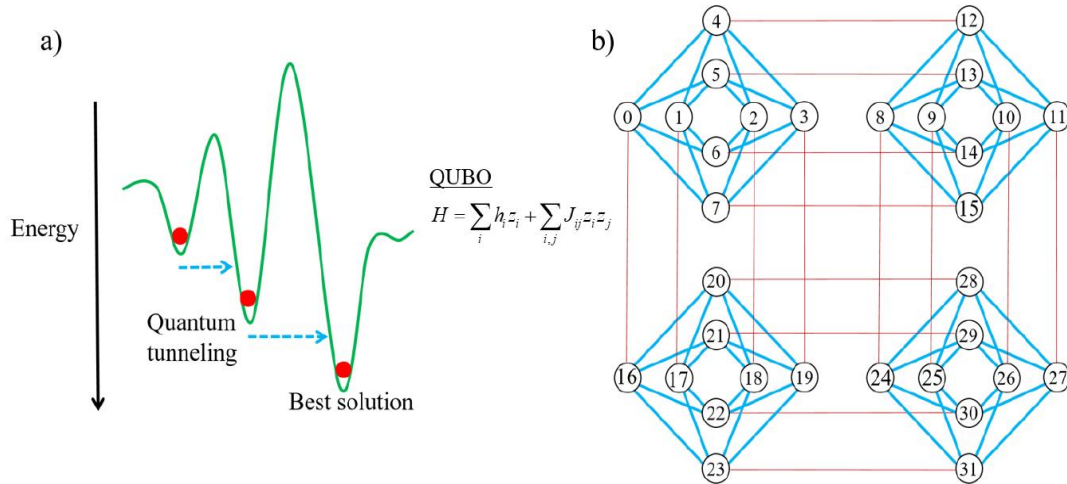 a)
Energy
Quantum
tunneling
Best solution
QUBO
H = \sum_{i} h_i z_i + \sum_{i,j} J_{ij} z_i z_j
b)
4 12
5 13
0 1 2 3 8 9 10 11
6 14
7 15
20 28
21 29
16 17 18 19 24 25 26 27
22 30
23 31